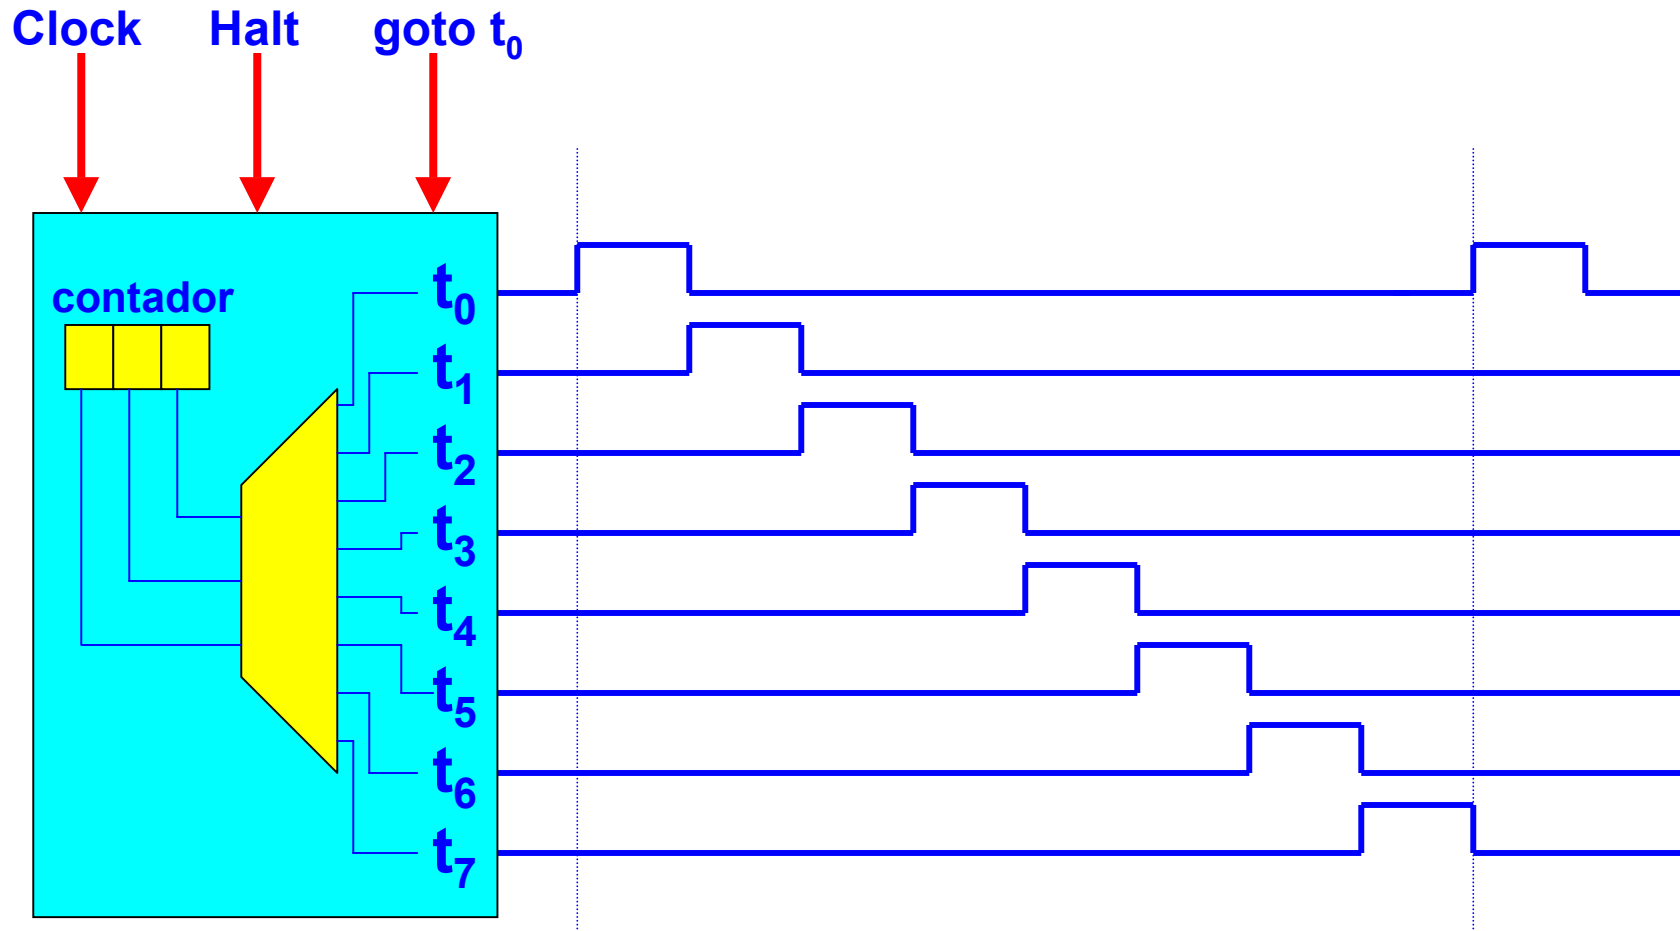 Clock Halt goto t₀
contador
t₀
t₁
t₂
t₃
t₄
t₅
t₆
t₇